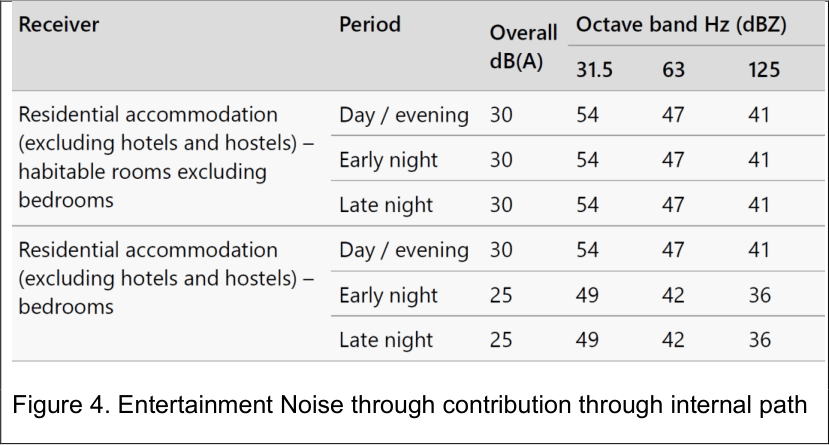 Receiver Period Overall dB(A) Octave band Hz (dBZ)
31.5 63 125
Residential accommodation (excluding hotels and hostels) – habitable rooms excluding bedrooms
Day / evening 30 54 47 41
Early night 30 54 47 41
Late night 30 54 47 41
Residential accommodation (excluding hotels and hostels) – bedrooms
Day / evening 30 54 47 41
Early night 25 49 42 36
Late night 25 49 42 36
Figure 4. Entertainment Noise through contribution through internal path